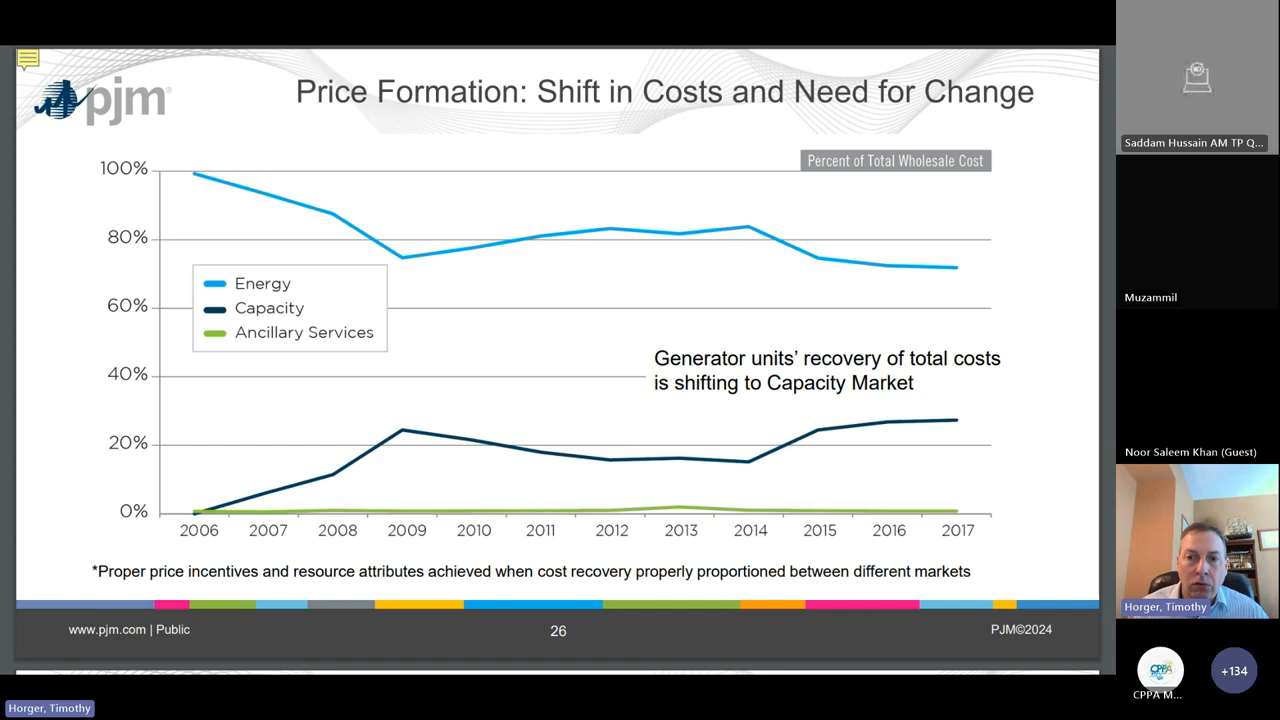 pjm
Price Formation: Shift in Costs and Need for Change
Percent of Total Wholesale Cost
100%
80%
60%
40%
20%
0%
Energy
Capacity
Ancillary Services
Generator units' recovery of total costs
is shifting to Capacity Market
2006 2007 2008 2009 2010 2011 2012 2013 2014 2015 2016 2017
*Proper price incentives and resource attributes achieved when cost recovery properly proportioned between different markets
www.pjm.com | Public
26
PJM©2024
Saddam Hussain AM TP Q...
Muzammil
Noor Saleem Khan (Guest)
Horger, Timothy
CPPA
CPPA M...
+134
Horger, Timothy